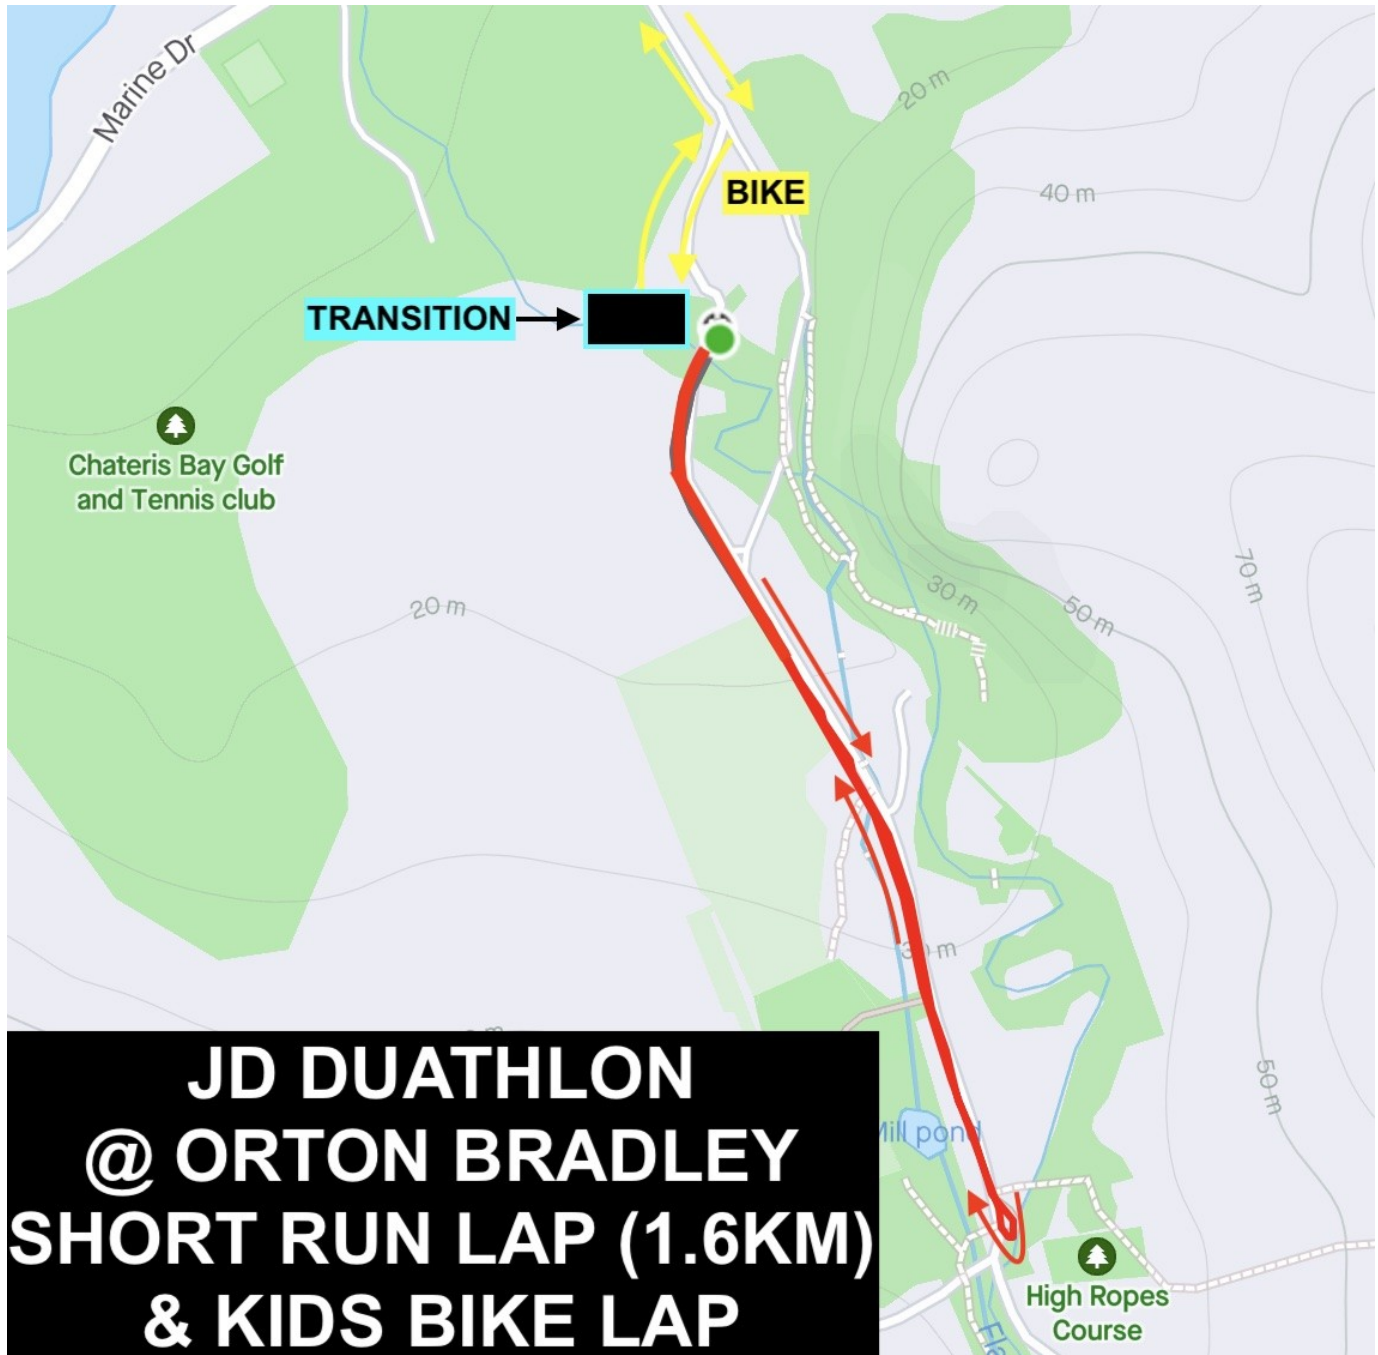 Marine Dr
20 m
40 m
BIKE
TRANSITION
Chateris Bay Golf
and Tennis club
20 m
30 m
50 m
70 m
50 m
JD DUATHLON
@ ORTON BRADLEY
SHORT RUN LAP (1.6KM)
& KIDS BIKE LAP
pond
High Ropes
Course